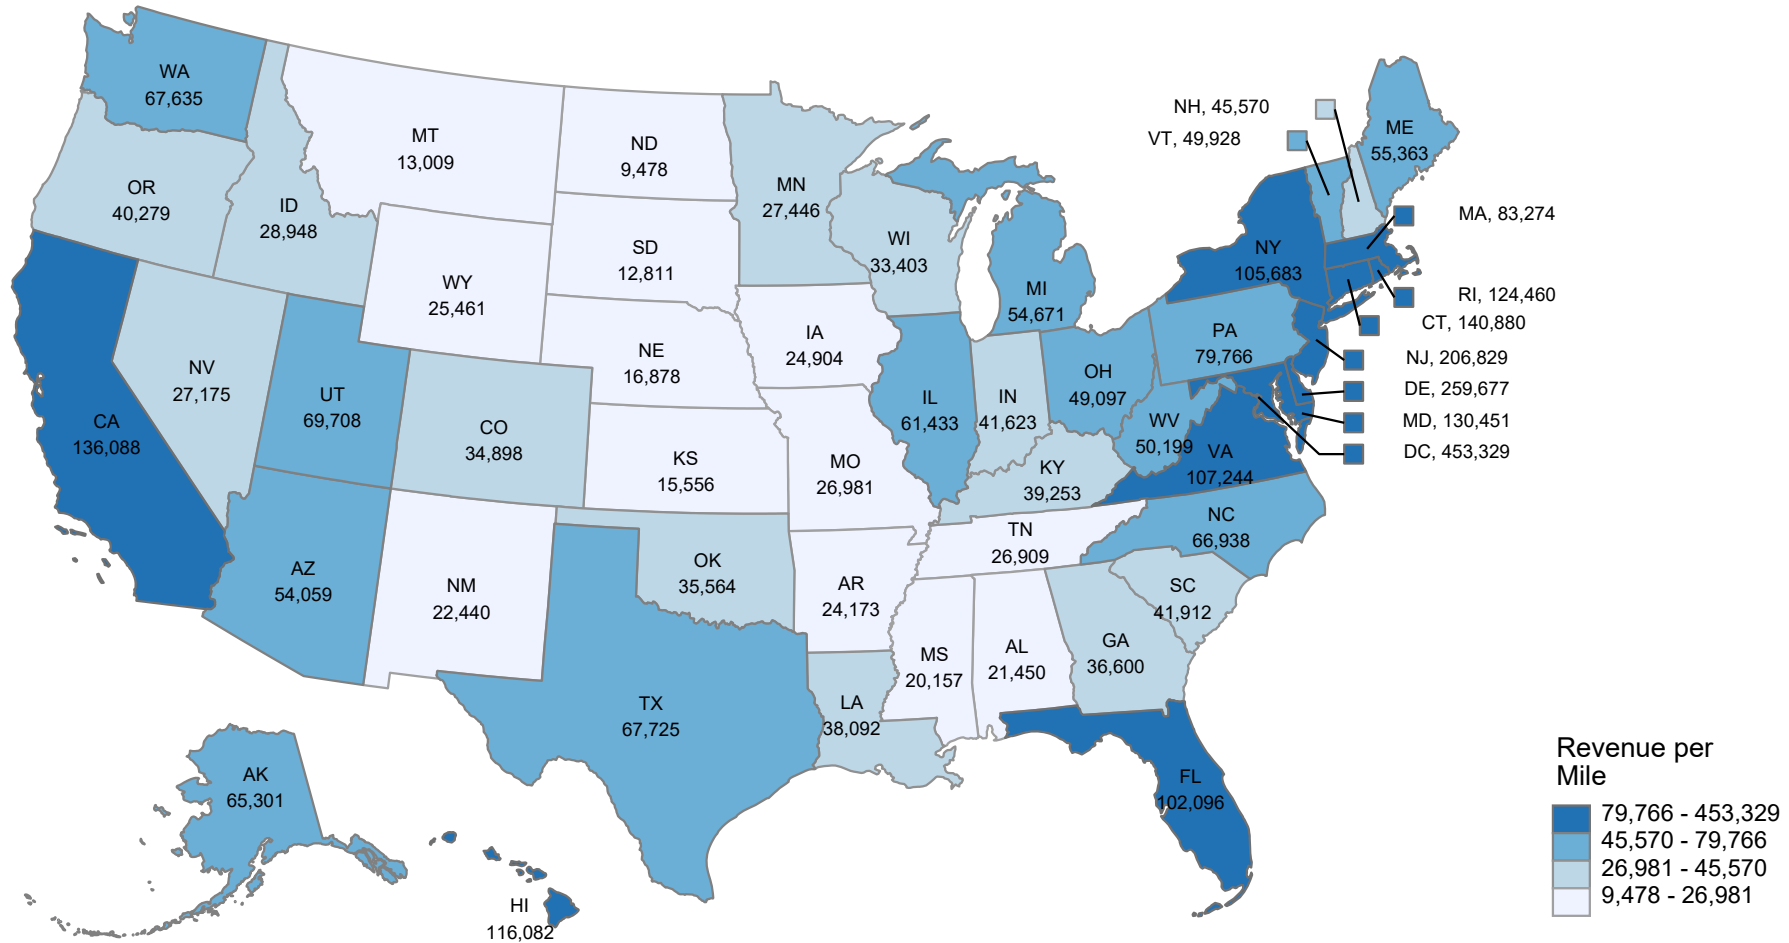 WA
67,635
OR
40,279
ID
28,948
MT
13,009
ND
9,478
MN
27,446
WI
33,403
SD
12,811
WY
25,461
NV
27,175
UT
69,708
CA
136,088
CO
34,898
NE
16,878
IA
24,904
KS
15,556
MO
26,981
IL
61,433
IN
41,623
MI
54,671
OH
49,097
PA
79,766
NY
105,683
ME
55,363
NH, 45,570
VT, 49,928
MA, 83,274
RI, 124,460
CT, 140,880
NJ, 206,829
DE, 259,677
MD, 130,451
DC, 453,329
WV
50,199
VA
107,244
KY
39,253
NC
66,938
TN
26,909
SC
41,912
GA
36,600
AL
21,450
MS
20,157
AR
24,173
LA
38,092
OK
35,564
TX
67,725
NM
22,440
AZ
54,059
FL
102,096
AK
65,301
HI
116,082
Revenue per
Mile
79,766 - 453,329
45,570 - 79,766
26,981 - 45,570
9,478 - 26,981